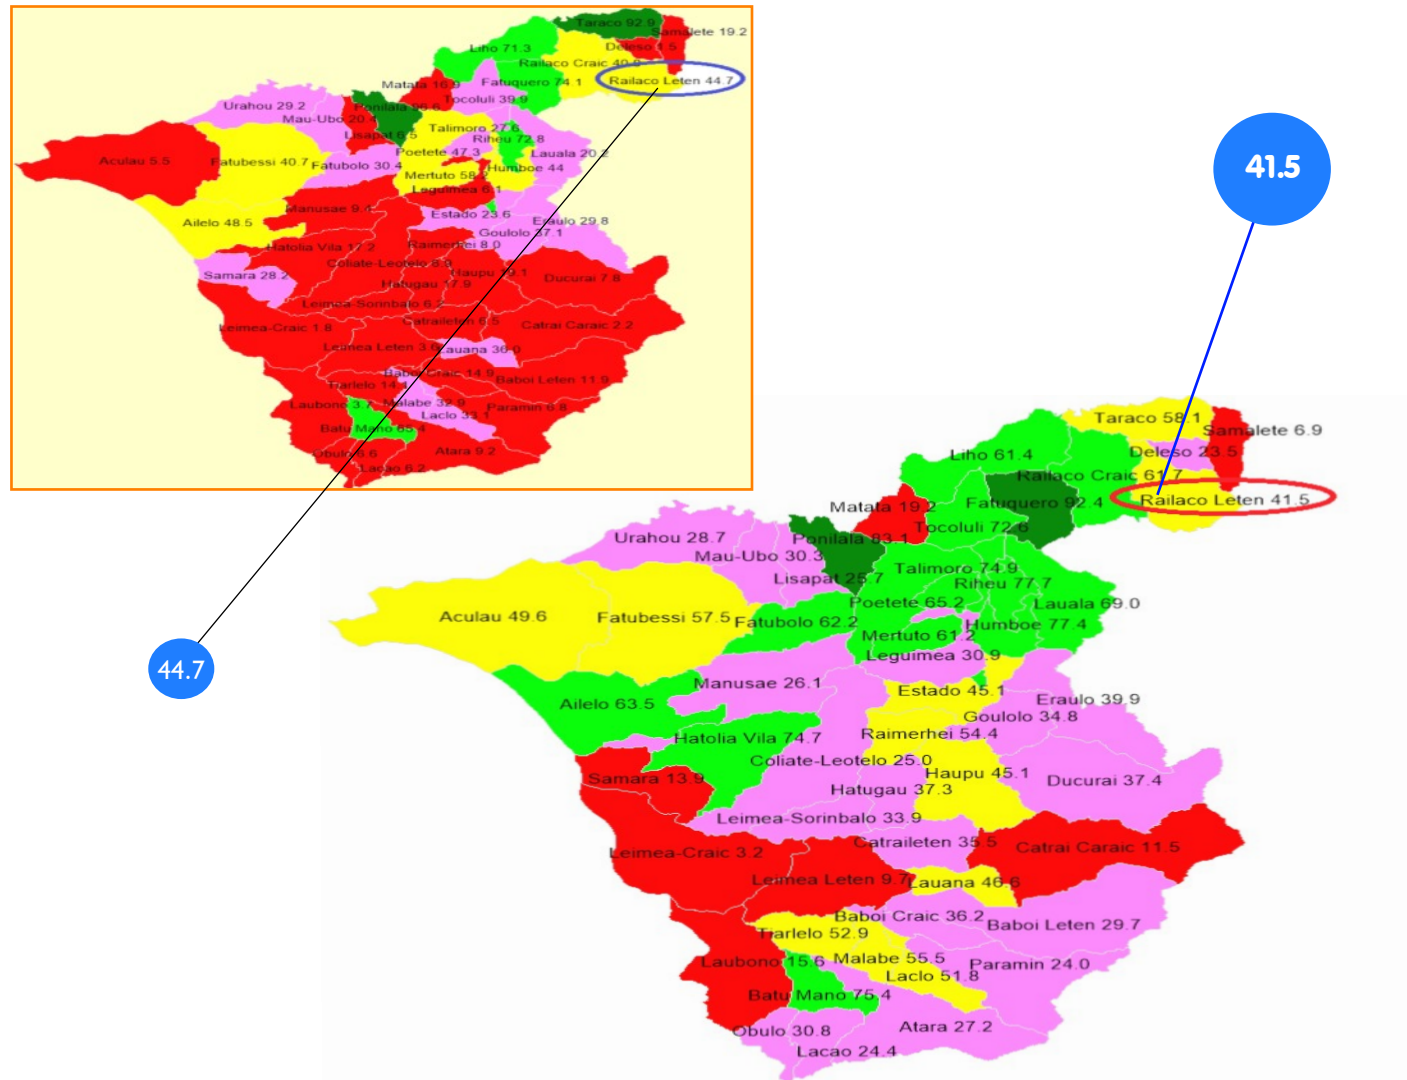 Taraco 92.9
Samalete 19.2
Liho 71.3
Deleso 1.5
Railaco Craic 40.6
Railaco Leten 44.7
Matata 16.9
Fatuquero 74.1
Tocoluli 39.9
Urahou 29.2
Ponilala 96.6
Mau-Ubo 20.4
Talimoro 27.6
Lisapat 6.5
Riheu 72.8
Poetete 47.3
Lauala 20.2
Aculau 5.5
Fatubessi 40.7
Fatubolo 30.4
Humboe 44
Mertuto 58.2
Leguimea 6.1
Manusae 9.4
Estado 23.6
Eraulo 29.8
Ailelo 48.5
Goulolo 37.1
Hatolia Vila 17.2
Raimerhei 8.0
Coliate-Leotelo 8.9
Samara 28.2
Haupu 19.1
Ducurai 7.8
Hatugau 17.9
Leimea-Sorinbalo 6.2
Leimea-Craic 1.8
Catraileten 6.5
Catrai Caraic 2.2
Leimea Leten 3.6
Lauana 36.0
Baboi Craic 14.9
Baboi Leten 11.9
Tiarlelo 14.1
Laubono 3.7
Malabe 32.9
Paramin 6.8
Laclo 33.1
Batu Mano 65.4
Obulo 6.6
Atara 9.2
Lacao 6.2
44.7
41.5
Taraco 58.1
Samalete 6.9
Liho 61.4
Deleso 23.5
Railaco Craic 61.7
Railaco Leten 41.5
Matata 19.2
Fatuquero 92.4
Tocoluli 72.6
Urahou 28.7
Ponilala 83.1
Mau-Ubo 30.3
Talimoro 74.9
Lisapat 25.7
Riheu 77.7
Poetete 65.2
Lauala 69.0
Aculau 49.6
Fatubessi 57.5
Fatubolo 62.2
Humboe 77.4
Mertuto 61.2
Leguimea 30.9
Manusae 26.1
Estado 45.1
Eraulo 39.9
Ailelo 63.5
Goulolo 34.8
Hatolia Vila 74.7
Raimerhei 54.4
Coliate-Leotelo 25.0
Samara 13.9
Haupu 45.1
Ducurai 37.4
Hatugau 37.3
Leimea-Sorinbalo 33.9
Leimea-Craic 3.2
Catraileten 35.5
Catrai Caraic 11.5
Leimea Leten 9.7
Lauana 46.6
Baboi Craic 36.2
Baboi Leten 29.7
Tiarlelo 52.9
Laubono 15.6
Malabe 55.5
Paramin 24.0
Laclo 51.8
Batu Mano 75.4
Obulo 30.8
Atara 27.2
Lacao 24.4